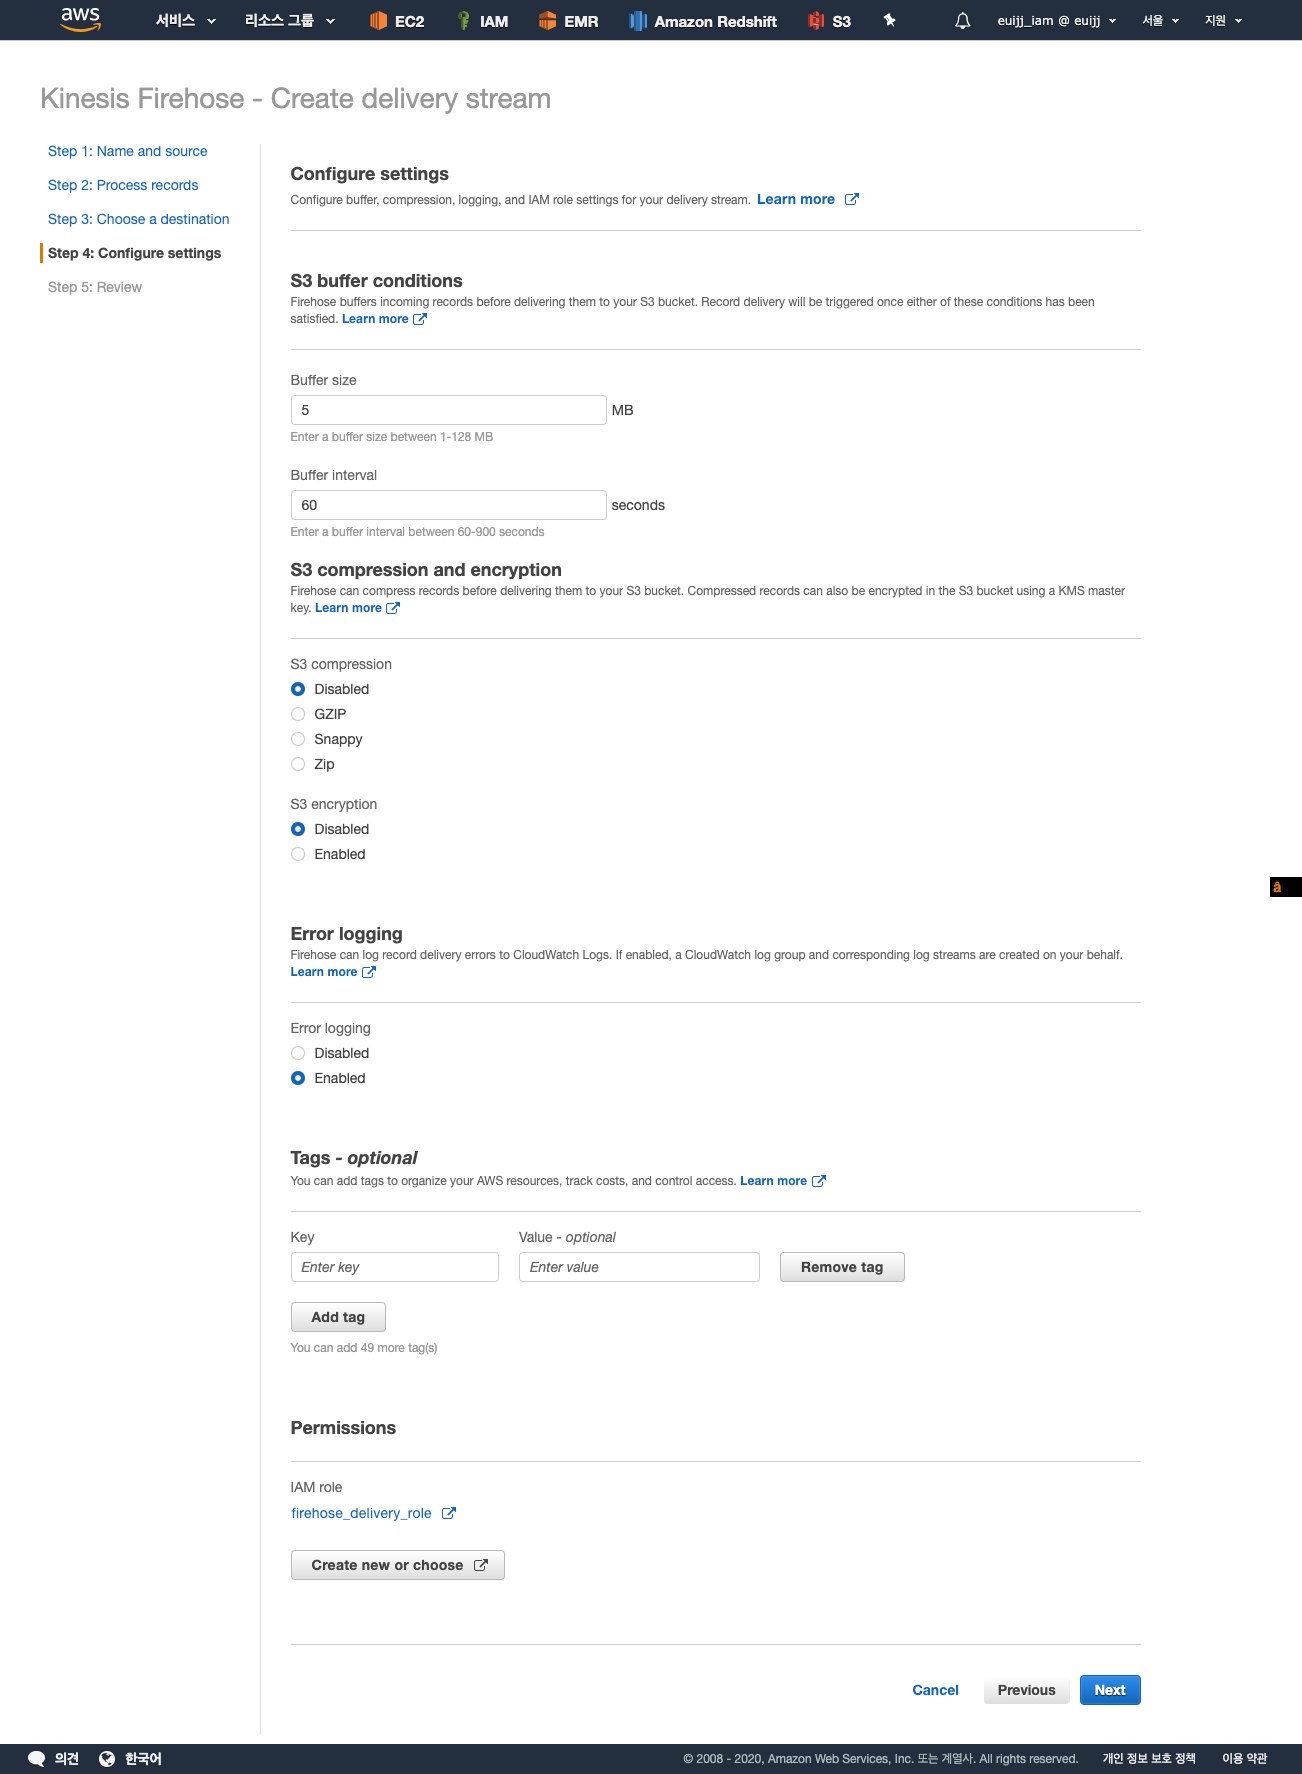 aws 서비스 리소스 그룹 EC2 IAM EMR Amazon Redshift S3 euijj_iam @ euijj 서울 지원
Kinesis Firehose - Create delivery stream
Step 1: Name and source
Step 2: Process records
Step 3: Choose a destination
Step 4: Configure settings
Step 5: Review
Configure settings
Configure buffer, compression, logging, and IAM role settings for your delivery stream. Learn more
S3 buffer conditions
Firehose buffers incoming records before delivering them to your S3 bucket. Record delivery will be triggered once either of these conditions has been
satisfied. Learn more
Buffer size
5 MB
Enter a buffer size between 1-128 MB
Buffer interval
60 seconds
Enter a buffer interval between 60-900 seconds
S3 compression and encryption
Firehose can compress records before delivering them to your S3 bucket. Compressed records can also be encrypted in the S3 bucket using a KMS master
key. Learn more
S3 compression
Disabled
GZIP
Snappy
Zip
S3 encryption
Disabled
Enabled
â
Error logging
Firehose can log record delivery errors to CloudWatch Logs. If enabled, a CloudWatch log group and corresponding log streams are created on your behalf.
Learn more
Error logging
Disabled
Enabled
Tags - optional
You can add tags to organize your AWS resources, track costs, and control access. Learn more
Key Value - optional
Enter key Enter value Remove tag
Add tag
You can add 49 more tag(s)
Permissions
IAM role
firehose_delivery_role
Create new or choose
Cancel Previous Next
의견 한국어 © 2008 - 2020, Amazon Web Services, Inc. 또는 계열사. All rights reserved. 개인 정보 보호 정책 이용 약관